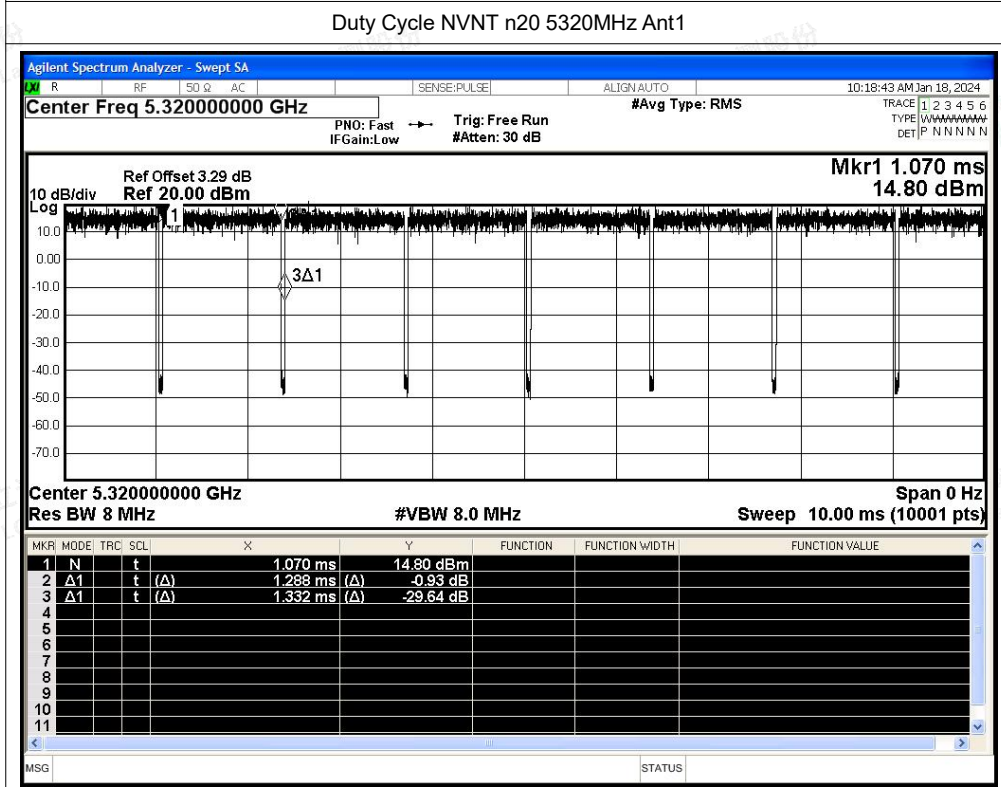 Duty Cycle NVNT n20 5320MHz Ant1
Agilent Spectrum Analyzer - Swept SA
LXI R RF 50 Ω AC SENSE:PULSE ALIGN AUTO 10:18:43 AM Jan 18, 2024
Center Freq 5.320000000 GHz #Avg Type: RMS TRACE 1 2 3 4 5 6
PNO: Fast Trig: Free Run TYPE WWWWWW
IFGain:Low #Atten: 30 dB DET P N N N N N
Mkr1 1.070 ms
Ref Offset 3.29 dB
10 dB/div Ref 20.00 dBm 14.80 dBm
Log
1
10.0
0.00
3Δ1
-10.0
-20.0
-30.0
-40.0
-50.0
-60.0
-70.0
Center 5.320000000 GHz Span 0 Hz
Res BW 8 MHz #VBW 8.0 MHz Sweep 10.00 ms (10001 pts)
MKR MODE TRC SCL X Y FUNCTION FUNCTION WIDTH FUNCTION VALUE
1 N t 1.070 ms 14.80 dBm
2 Δ1 t (Δ) 1.288 ms (Δ) -0.93 dB
3 Δ1 t (Δ) 1.332 ms (Δ) -29.64 dB
4
5
6
7
8
9
10
11
MSG STATUS